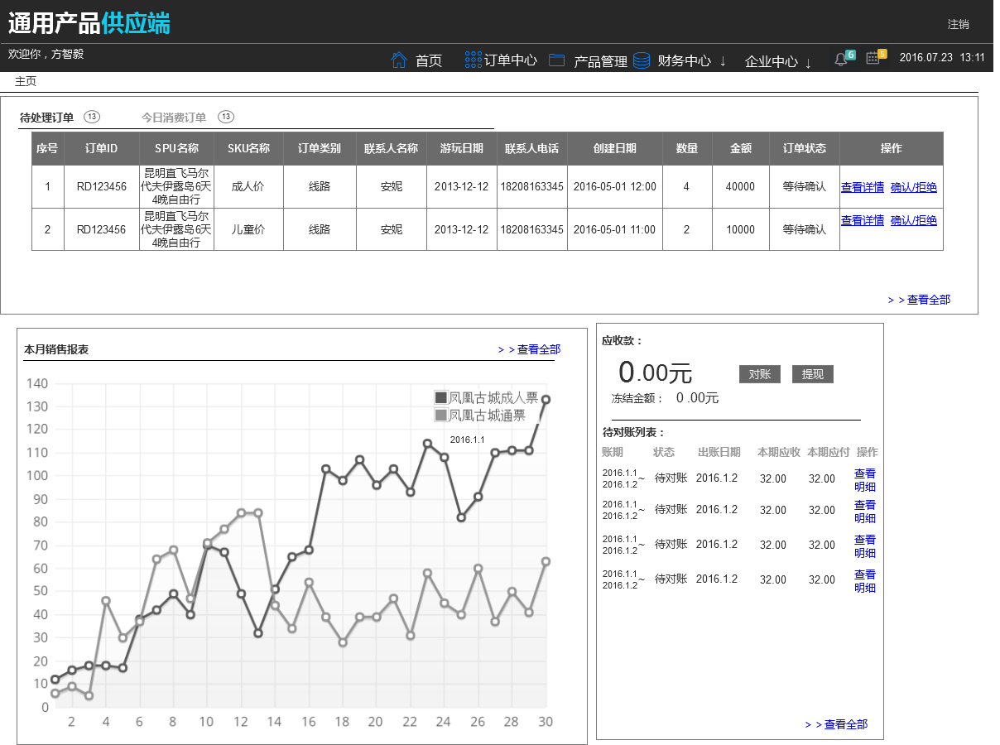 通用产品供应端
注销
欢迎你，方智毅
首页 订单中心 产品管理 财务中心 ↓ 企业中心 ↓ 6 5 2016.07.23 13:11
主页
待处理订单 13 今日消费订单 13
序号 订单ID SPU名称 SKU名称 订单类别 联系人名称 游玩日期 联系人电话 创建日期 数量 金额 订单状态 操作
昆明直飞马尔
1 RD123456 代夫伊露岛6天 成人价 线路 安妮 2013-12-12 18208163345 2016-05-01 12:00 4 40000 等待确认 查看详情 确认/拒绝
4晚自由行
昆明直飞马尔
2 RD123456 代夫伊露岛6天 儿童价 线路 安妮 2013-12-12 18208163345 2016-05-01 11:00 2 10000 等待确认 查看详情 确认/拒绝
4晚自由行
> > 查看全部
本月销售报表 > > 查看全部
凤凰古城成人票
凤凰古城通票
2016.1.1
140
130
120
110
100
90
80
70
60
50
40
30
20
10
0
2 4 6 8 10 12 14 16 18 20 22 24 26 28 30
应收款：
0.00元 对账 提现
冻结金额： 0 .00元
待对账列表：
账期 状态 出账日期 本期应收 本期应付 操作
2016.1.1~ 待对账 2016.1.2 32.00 32.00 查看
2016.1.2 明细
2016.1.1~ 待对账 2016.1.2 32.00 32.00 查看
2016.1.2 明细
2016.1.1~ 待对账 2016.1.2 32.00 32.00 查看
2016.1.2 明细
2016.1.1~ 待对账 2016.1.2 32.00 32.00 查看
2016.1.2 明细
> > 查看全部